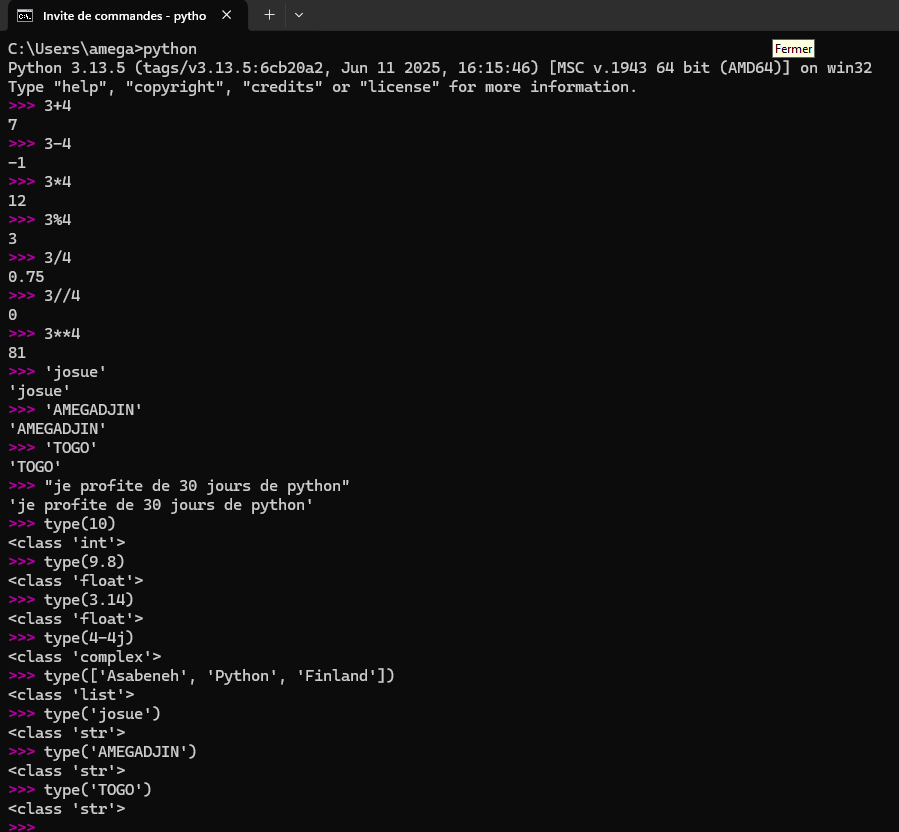 Invite de commandes - pytho
C:\Users\amega>python
Fermer
Python 3.13.5 (tags/v3.13.5:6cb20a2, Jun 11 2025, 16:15:46) [MSC v.1943 64 bit (AMD64)] on win32
Type "help", "copyright", "credits" or "license" for more information.
>>> 3+4
7
>>> 3-4
-1
>>> 3*4
12
>>> 3%4
3
>>> 3/4
0.75
>>> 3//4
0
>>> 3**4
81
>>> 'josue'
'josue'
>>> 'AMEGADJIN'
'AMEGADJIN'
>>> 'TOGO'
'TOGO'
>>> "je profite de 30 jours de python"
'je profite de 30 jours de python'
>>> type(10)
<class 'int'>
>>> type(9.8)
<class 'float'>
>>> type(3.14)
<class 'float'>
>>> type(4-4j)
<class 'complex'>
>>> type(['Asabeneh', 'Python', 'Finland'])
<class 'list'>
>>> type('josue')
<class 'str'>
>>> type('AMEGADJIN')
<class 'str'>
>>> type('TOGO')
<class 'str'>
>>>